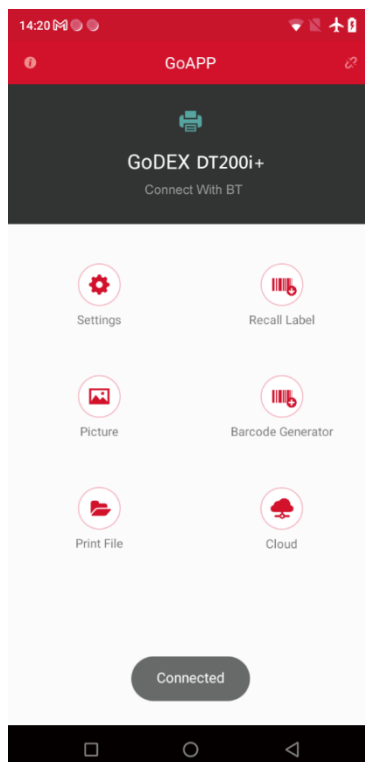 14:20
GoAPP
GoDEX DT200i+
Connect With BT
Settings
Recall Label
Picture
Barcode Generator
Print File
Cloud
Connected